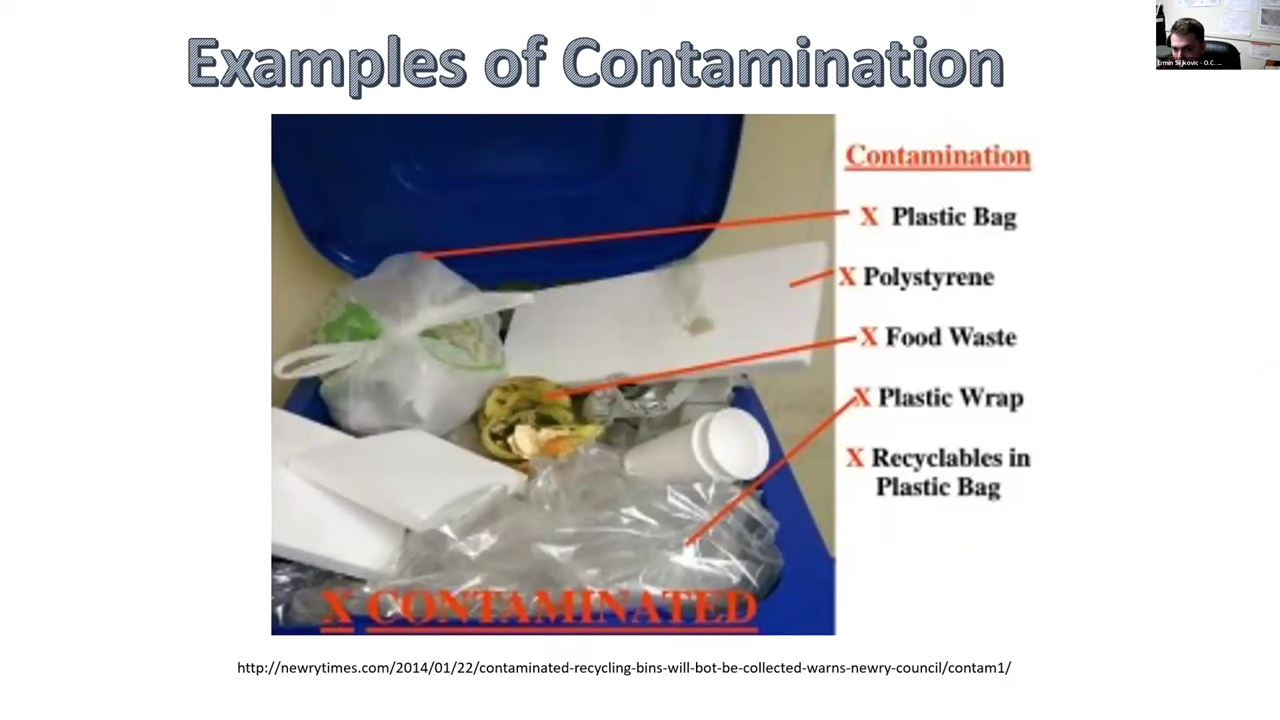 Examples of Contamination
Contamination
X Plastic Bag
X Polystyrene
X Food Waste
X Plastic Wrap
X Recyclables in
Plastic Bag
X CONTAMINATED
http://newrytimes.com/2014/01/22/contaminated-recycling-bins-will-bot-be-collected-warns-newry-council/contam1/